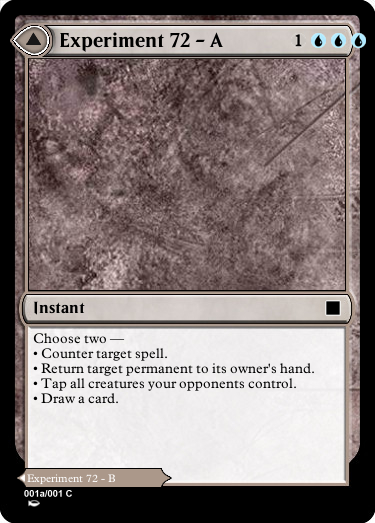 Experiment 72 – A 1
Instant
Choose two —
• Counter target spell.
• Return target permanent to its owner's hand.
• Tap all creatures your opponents control.
• Draw a card.
Experiment 72 - B
001a/001 C